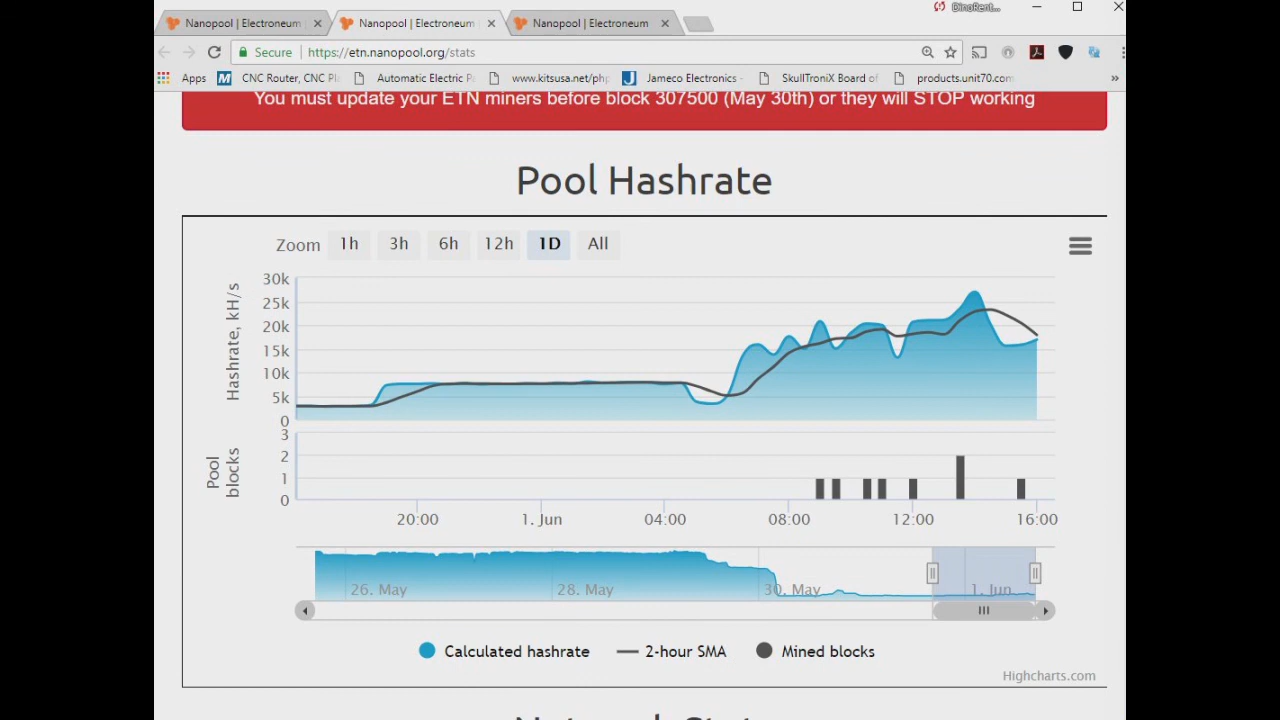 DinoRent...
Nanopool | Electroneum
Nanopool | Electroneum
Nanopool | Electroneum
Secure
https://etn.nanopool.org/stats
Apps
CNC Router, CNC Pl
Automatic Electric Pa
www.kitsusa.net/php
Jameco Electronics -
SkullTroniX Board S
products.unit70.com
»
You must update your ETN miners before block 307500 (May 30th) or they will STOP working
Pool Hashrate
Zoom 1h 3h 6h 12h 1D All
Hashrate, kH/s
30k
25k
20k
15k
10k
5k
0
Pool
blocks
3
2
1
0
20:00 1. Jun 04:00 08:00 12:00 16:00
26. May 28. May 30. May 1. Jun
Calculated hashrate 2-hour SMA Mined blocks
Highcharts.com